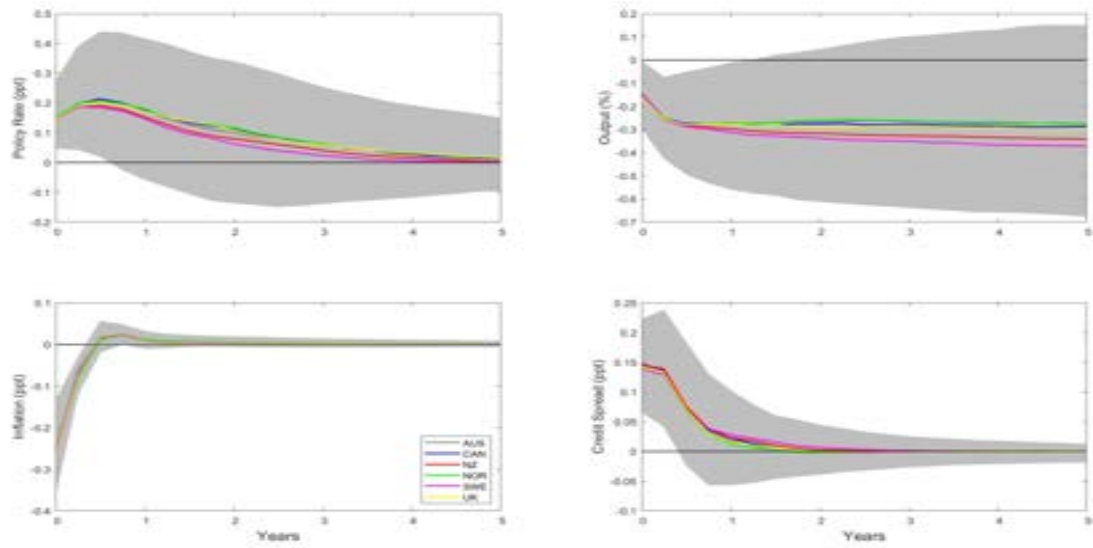 Policy Rate (ppt)
0.5
0.4
0.3
0.2
0.1
0
-0.1
-0.2
0 1 2 3 4 5
Output (%)
0.2
0.1
0
-0.1
-0.2
-0.3
-0.4
-0.5
-0.6
-0.7
0 1 2 3 4 5
Inflation (ppt)
0.1
0
-0.1
-0.2
-0.3
-0.4
0 1 2 3 4 5
Years
AUS
CAN
NZ
NOR
SWE
UK
Credit Spread (ppt)
0.25
0.2
0.15
0.1
0.05
0
-0.05
-0.1
0 1 2 3 4 5
Years